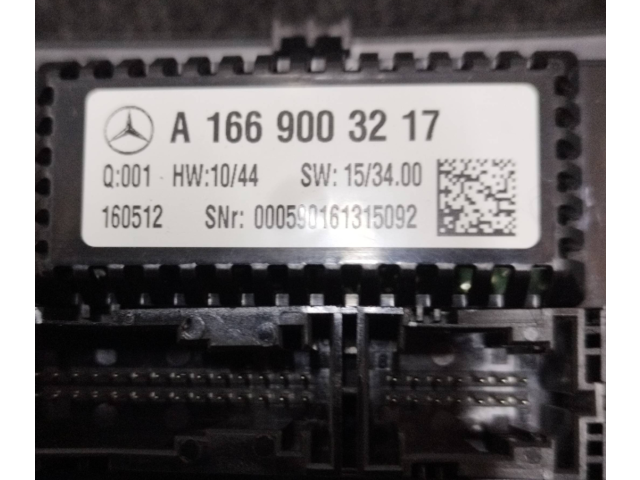 A 166 900 32 17
Q:001 HW:10/44 SW: 15/34.00
160512 SNr: 000590161315092